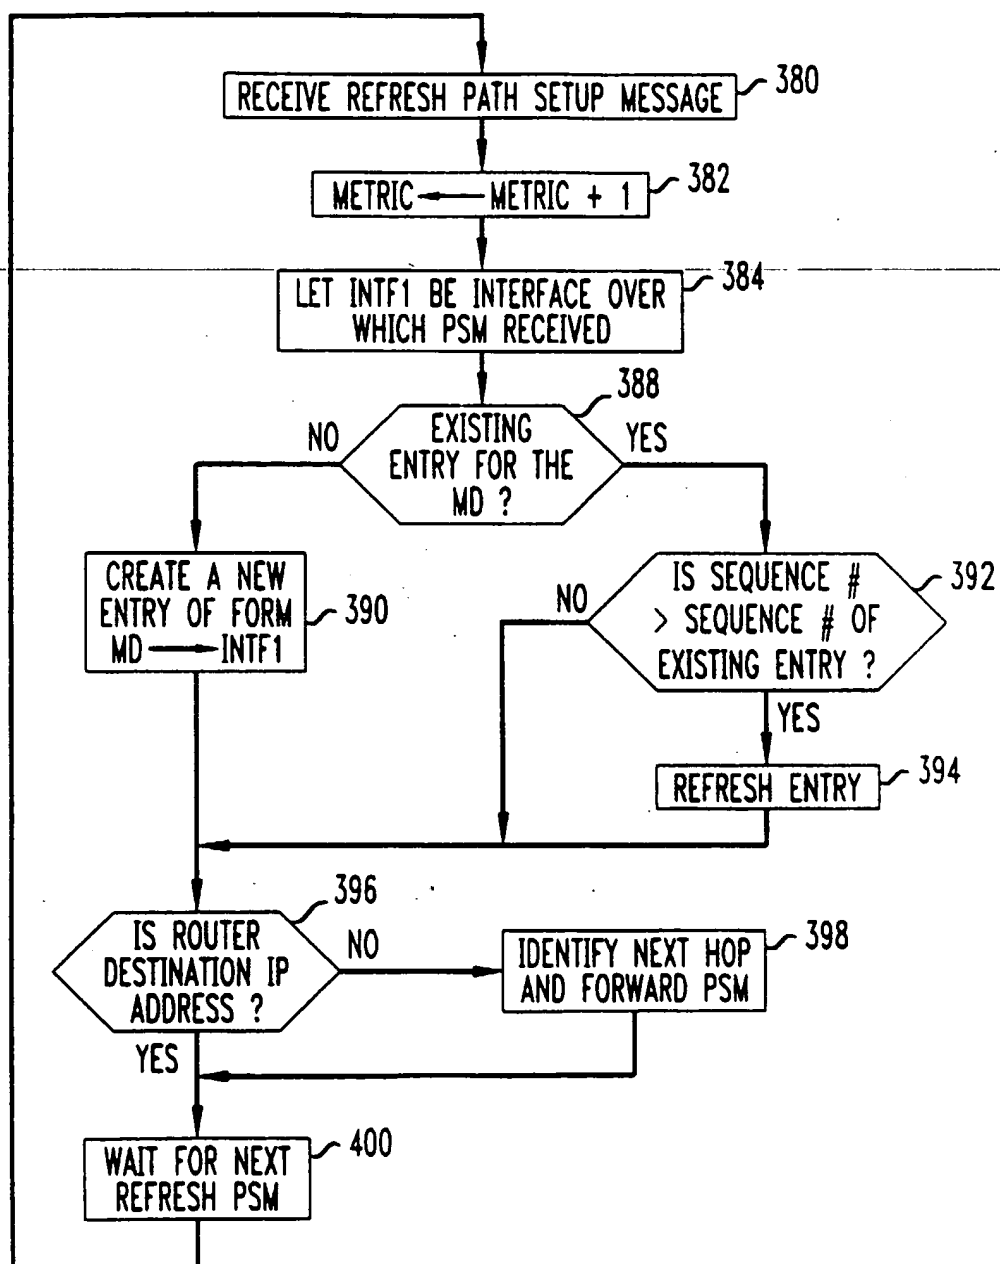 RECEIVE REFRESH PATH SETUP MESSAGE
380
METRIC ← METRIC + 1
382
LET INTF1 BE INTERFACE OVER
WHICH PSM RECEIVED
384
388
EXISTING
ENTRY FOR THE
MD ?
NO
YES
CREATE A NEW
ENTRY OF FORM
MD → INTF1
390
IS SEQUENCE #
> SEQUENCE # OF
EXISTING ENTRY ?
392
NO
YES
REFRESH ENTRY
394
396
IS ROUTER
DESTINATION IP
ADDRESS ?
NO
IDENTIFY NEXT HOP
AND FORWARD PSM
398
YES
WAIT FOR NEXT
REFRESH PSM
400